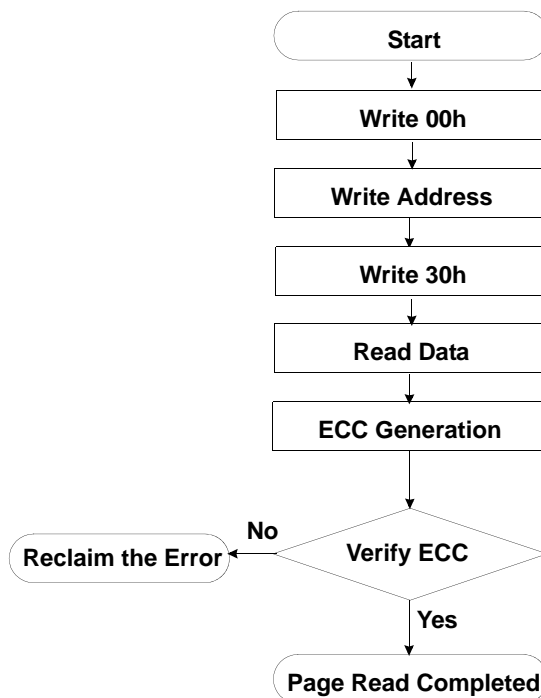 Start
Write 00h
Write Address
Write 30h
Read Data
ECC Generation
No
Reclaim the Error
Verify ECC
Yes
Page Read Completed